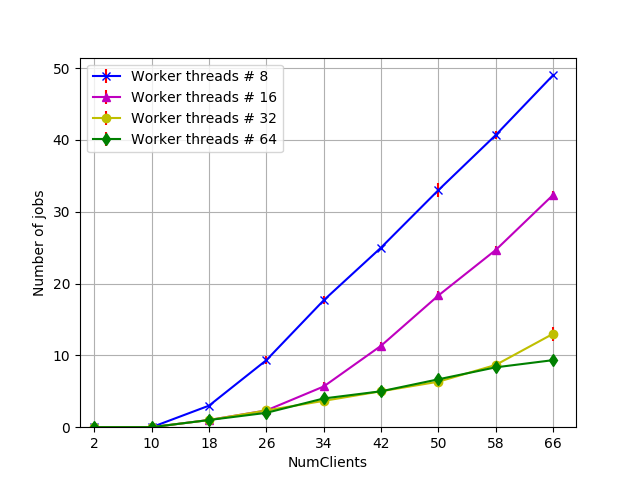 50
40
30
20
10
0
Number of jobs
Worker threads # 8
Worker threads # 16
Worker threads # 32
Worker threads # 64
2 10 18 26 34 42 50 58 66
NumClients